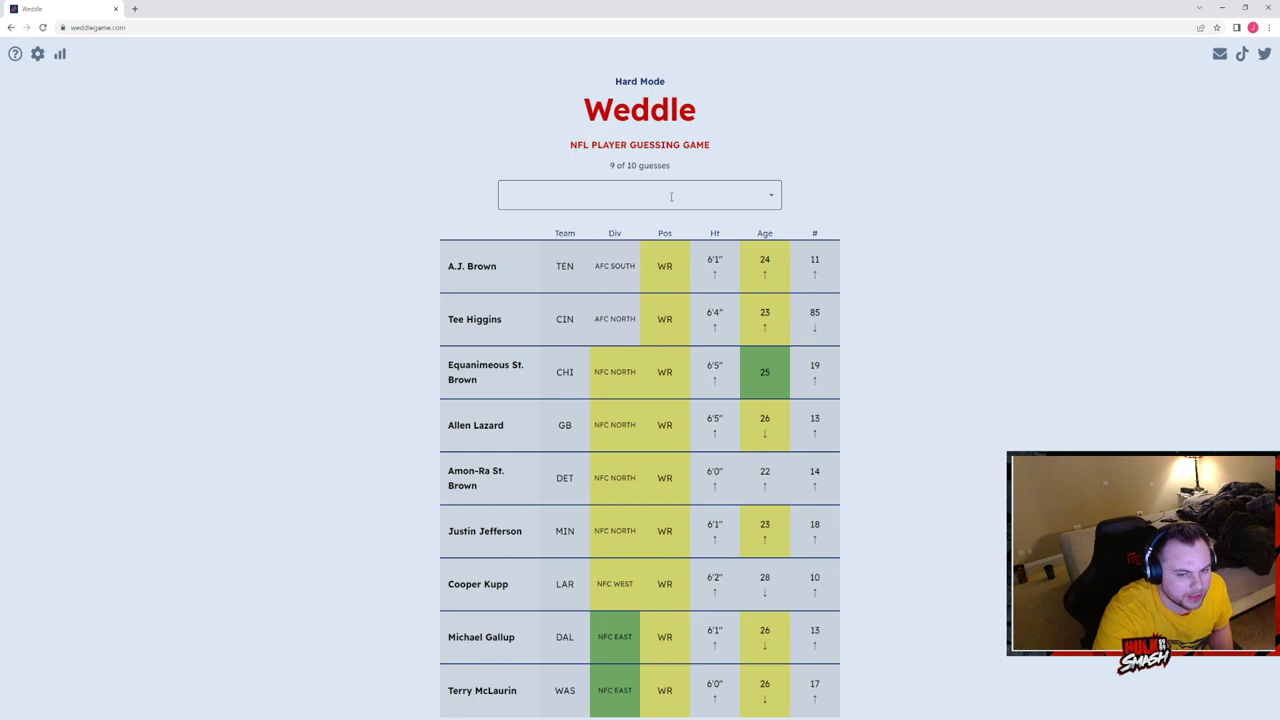 Weddle
weddlegame.com
Hard Mode
Weddle
NFL PLAYER GUESSING GAME
9 of 10 guesses
Team Div Pos Ht Age #
A.J. Brown TEN AFC SOUTH WR 6'1" ↑ 24 ↑ 11 ↑
Tee Higgins CIN AFC NORTH WR 6'4" ↑ 23 ↑ 85 ↓
Equanimeous St. Brown CHI NFC NORTH WR 6'5" ↑ 25 19 ↑
Allen Lazard GB NFC NORTH WR 6'5" ↑ 26 ↓ 13 ↑
Amon-Ra St. Brown DET NFC NORTH WR 6'0" ↑ 22 ↑ 14 ↑
Justin Jefferson MIN NFC NORTH WR 6'1" ↑ 23 ↑ 18 ↑
Cooper Kupp LAR NFC WEST WR 6'2" ↑ 28 ↓ 10 ↑
Michael Gallup DAL NFC EAST WR 6'1" ↑ 26 ↓ 13 ↑
Terry McLaurin WAS NFC EAST WR 6'0" ↑ 26 ↓ 17 ↑
HULK
SMASH